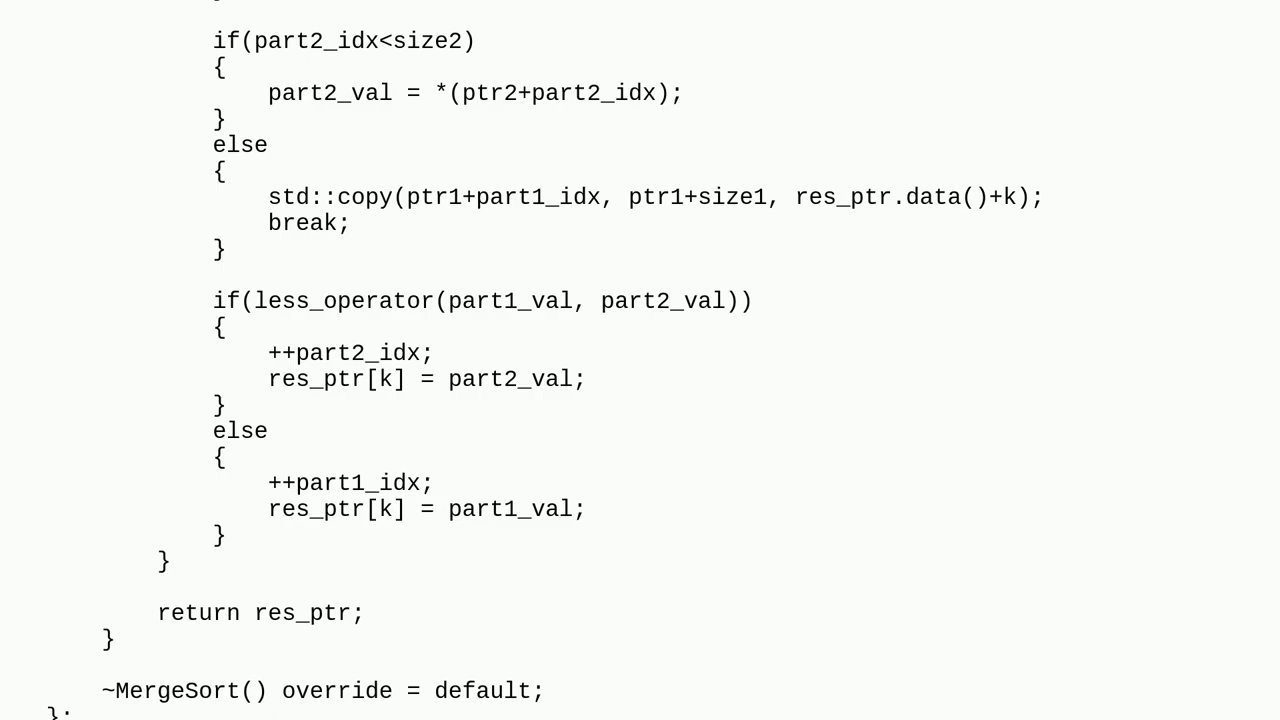 }
if(part2_idx<size2)
{
part2_val = *(ptr2+part2_idx);
}
else
{
std::copy(ptr1+part1_idx, ptr1+size1, res_ptr.data()+k);
break;
}
if(less_operator(part1_val, part2_val))
{
++part2_idx;
res_ptr[k] = part2_val;
}
else
{
++part1_idx;
res_ptr[k] = part1_val;
}
}
return res_ptr;
}
~MergeSort() override = default;
};